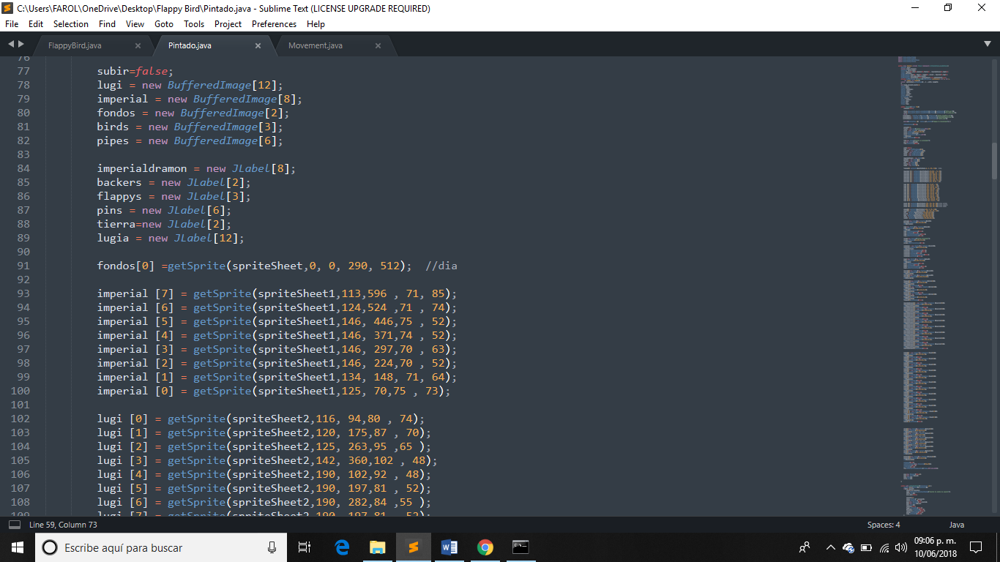 C:\Users\FAROL\OneDrive\Desktop\Flappy Bird\Pintado.java - Sublime Text (LICENSE UPGRADE REQUIRED)
File Edit Selection Find View Goto Tools Project Preferences Help
FlappyBird.java Pintado.java Movement.java
76
77 subir=false;
78 lugi = new BufferedImage[12];
79 imperial = new BufferedImage[8];
80 fondos = new BufferedImage[2];
81 birds = new BufferedImage[3];
82 pipes = new BufferedImage[6];
83
84 imperialdramon = new JLabel[8];
85 backers = new JLabel[2];
86 flappys = new JLabel[3];
87 pins = new JLabel[6];
88 tierra=new JLabel[2];
89 lugia = new JLabel[12];
90
91 fondos[0] =getSprite(spriteSheet,0, 0, 290, 512);  //dia
92
93 imperial [7] = getSprite(spriteSheet1,113,596 , 71, 85);
94 imperial [6] = getSprite(spriteSheet1,124,524 ,71 , 74);
95 imperial [5] = getSprite(spriteSheet1,146, 446,75 , 52);
96 imperial [4] = getSprite(spriteSheet1,146, 371,74 , 52);
97 imperial [3] = getSprite(spriteSheet1,146, 297,70 , 63);
98 imperial [2] = getSprite(spriteSheet1,146, 224,70 , 52);
99 imperial [1] = getSprite(spriteSheet1,134, 148, 71, 64);
100 imperial [0] = getSprite(spriteSheet1,125, 70,75 , 73);
101
102 lugi [0] = getSprite(spriteSheet2,116, 94,80 , 74);
103 lugi [1] = getSprite(spriteSheet2,120, 175,87 , 70);
104 lugi [2] = getSprite(spriteSheet2,125, 263,95 ,65 );
105 lugi [3] = getSprite(spriteSheet2,142, 360,102 , 48);
106 lugi [4] = getSprite(spriteSheet2,190, 102,92 , 48);
107 lugi [5] = getSprite(spriteSheet2,190, 197,81 , 52);
108 lugi [6] = getSprite(spriteSheet2,190, 282,84 ,55 );
109 lugi [7] = getSprite(spriteSheet2,190, 197,81 , 52);
Line 59, Column 73 Spaces: 4 Java
Escribe aquí para buscar
09:06 p. m.
10/06/2018